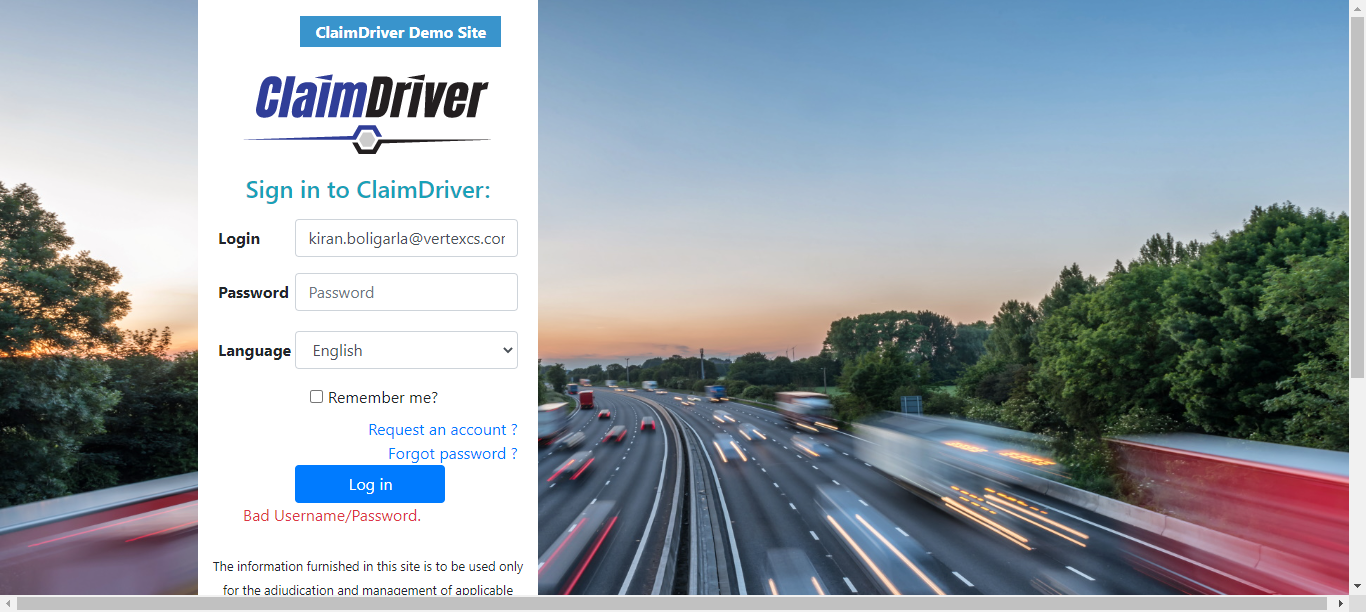 ClaimDriver Demo Site
ClaimDriver
Sign in to ClaimDriver:
Login kiran.boligarla@vertexcs.cor
Password Password
Language English
Remember me?
Request an account ?
Forgot password ?
Log in
Bad Username/Password.
The information furnished in this site is to be used only
for the adjudication and management of applicable